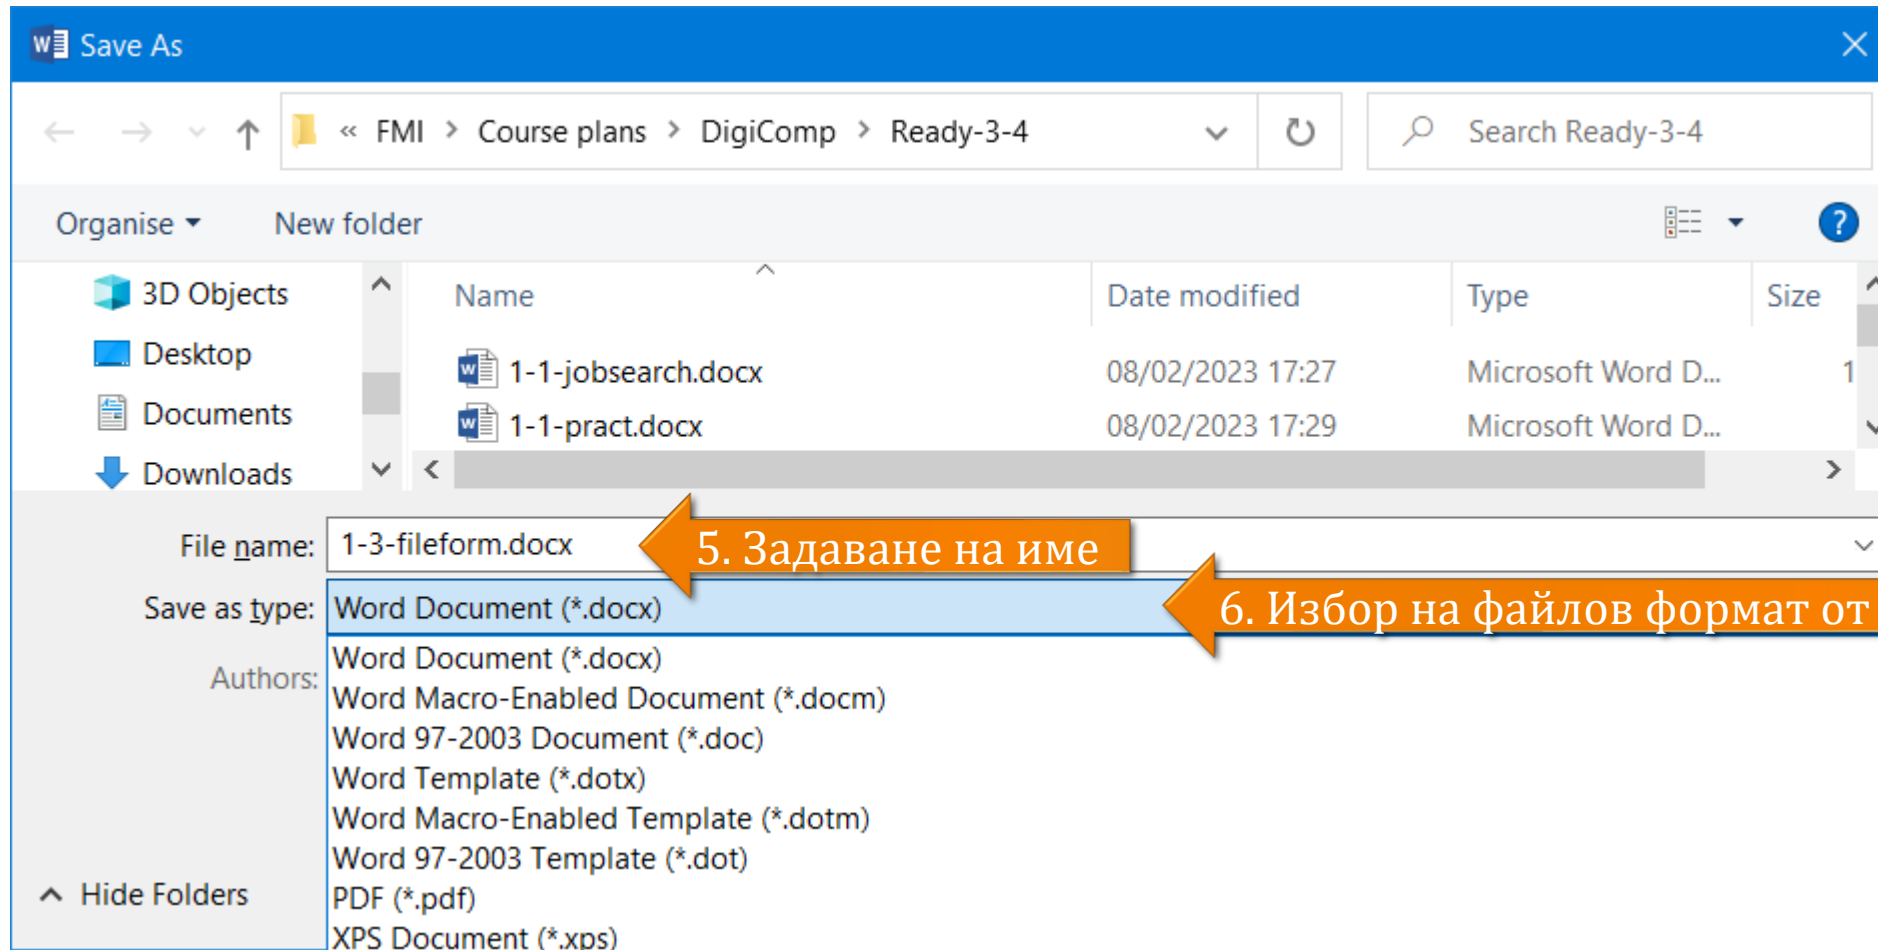 Save As
« FMI > Course plans > DigiComp > Ready-3-4
Search Ready-3-4
Organise
New folder
?
3D Objects
Desktop
Documents
Downloads
Name Date modified Type Size
1-1-jobsearch.docx 08/02/2023 17:27 Microsoft Word D... 1
1-1-pract.docx 08/02/2023 17:29 Microsoft Word D...
File name: 1-3-fileform.docx
5. Задаване на име
Save as type: Word Document (*.docx)
6. Избор на файлов формат от
Authors:
Word Document (*.docx)
Word Macro-Enabled Document (*.docm)
Word 97-2003 Document (*.doc)
Word Template (*.dotx)
Word Macro-Enabled Template (*.dotm)
Word 97-2003 Template (*.dot)
PDF (*.pdf)
XPS Document (*.xps)
Hide Folders